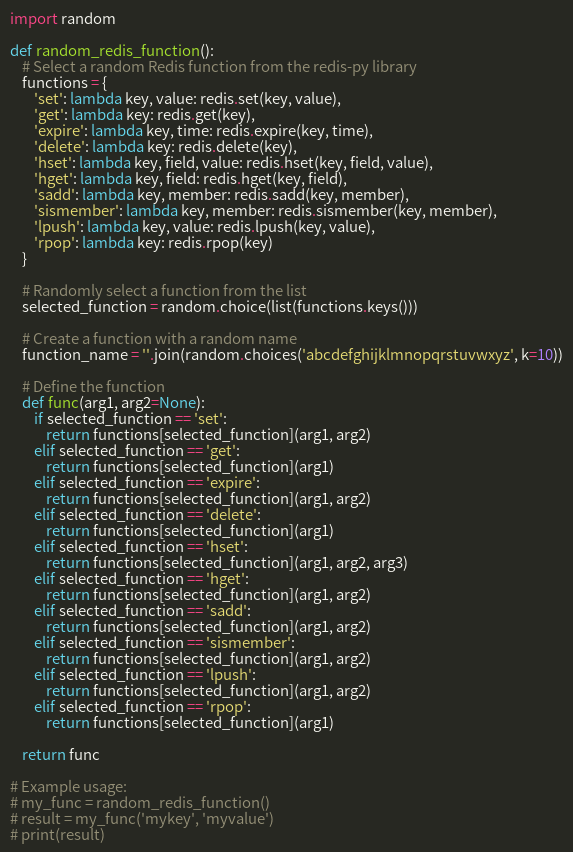 import random

def random_redis_function():
    # Select a random Redis function from the redis-py library
    functions = {
        'set': lambda key, value: redis.set(key, value),
        'get': lambda key: redis.get(key),
        'expire': lambda key, time: redis.expire(key, time),
        'delete': lambda key: redis.delete(key),
        'hset': lambda key, field, value: redis.hset(key, field, value),
        'hget': lambda key, field: redis.hget(key, field),
        'sadd': lambda key, member: redis.sadd(key, member),
        'sismember': lambda key, member: redis.sismember(key, member),
        'lpush': lambda key, value: redis.lpush(key, value),
        'rpop': lambda key: redis.rpop(key)
    }

    # Randomly select a function from the list
    selected_function = random.choice(list(functions.keys()))

    # Create a function with a random name
    function_name = ''.join(random.choices('abcdefghijklmnopqrstuvwxyz', k=10))

    # Define the function
    def func(arg1, arg2=None):
        if selected_function == 'set':
            return functions[selected_function](arg1, arg2)
        elif selected_function == 'get':
            return functions[selected_function](arg1)
        elif selected_function == 'expire':
            return functions[selected_function](arg1, arg2)
        elif selected_function == 'delete':
            return functions[selected_function](arg1)
        elif selected_function == 'hset':
            return functions[selected_function](arg1, arg2, arg3)
        elif selected_function == 'hget':
            return functions[selected_function](arg1, arg2)
        elif selected_function == 'sadd':
            return functions[selected_function](arg1, arg2)
        elif selected_function == 'sismember':
            return functions[selected_function](arg1, arg2)
        elif selected_function == 'lpush':
            return functions[selected_function](arg1, arg2)
        elif selected_function == 'rpop':
            return functions[selected_function](arg1)

    return func

# Example usage:
# my_func = random_redis_function()
# result = my_func('mykey', 'myvalue')
# print(result)